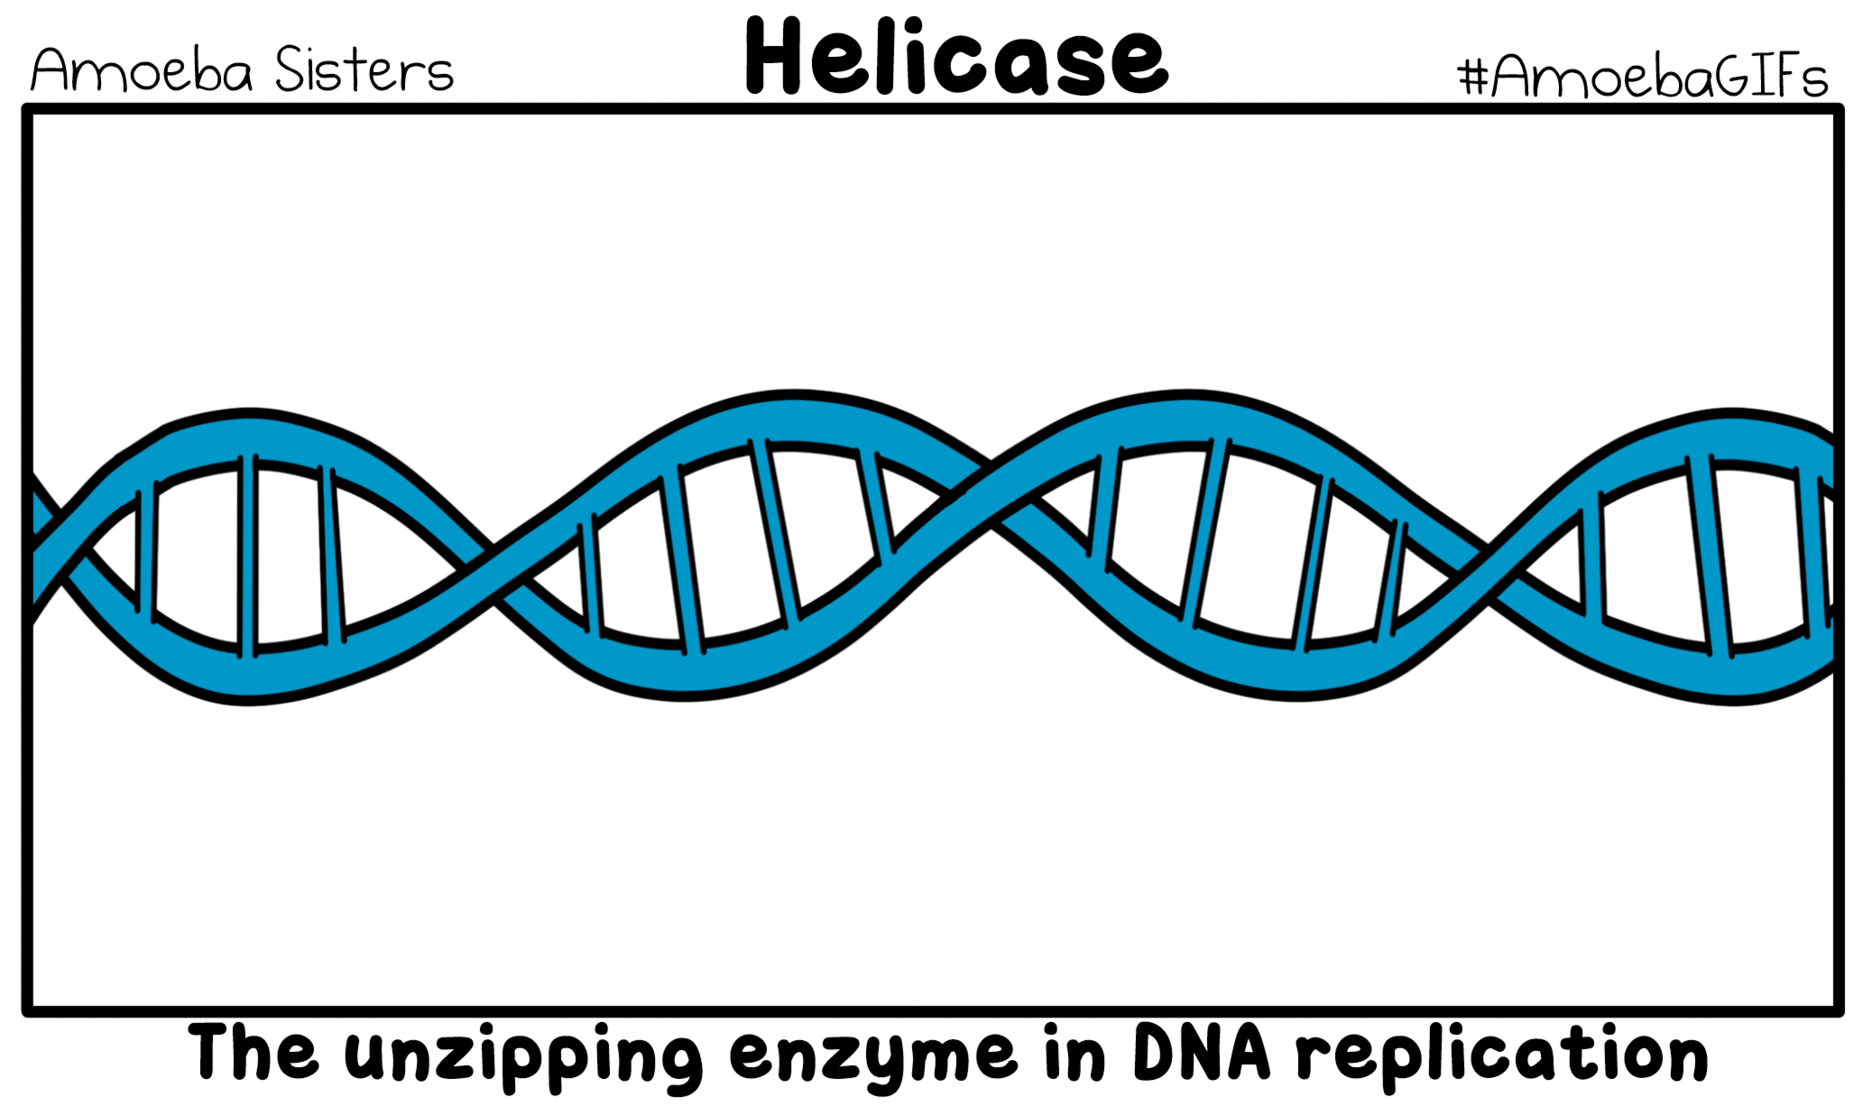 Amoeba Sisters
Helicase
#AmoebaGIFs
The unzipping enzyme in DNA replication